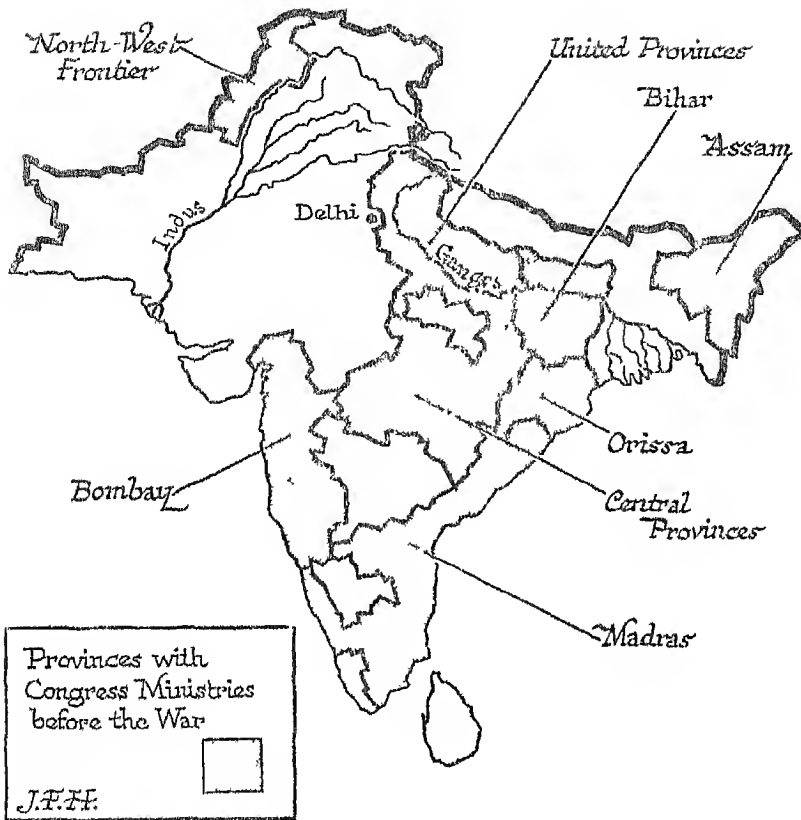 North-West
Frontier
United Provinces
Bihar
Assam
Indus
Delhi
Ganges
Bombay
Orissa
Central
Provinces
Madras
Provinces with
Congress Ministries
before the War
J.F.H.